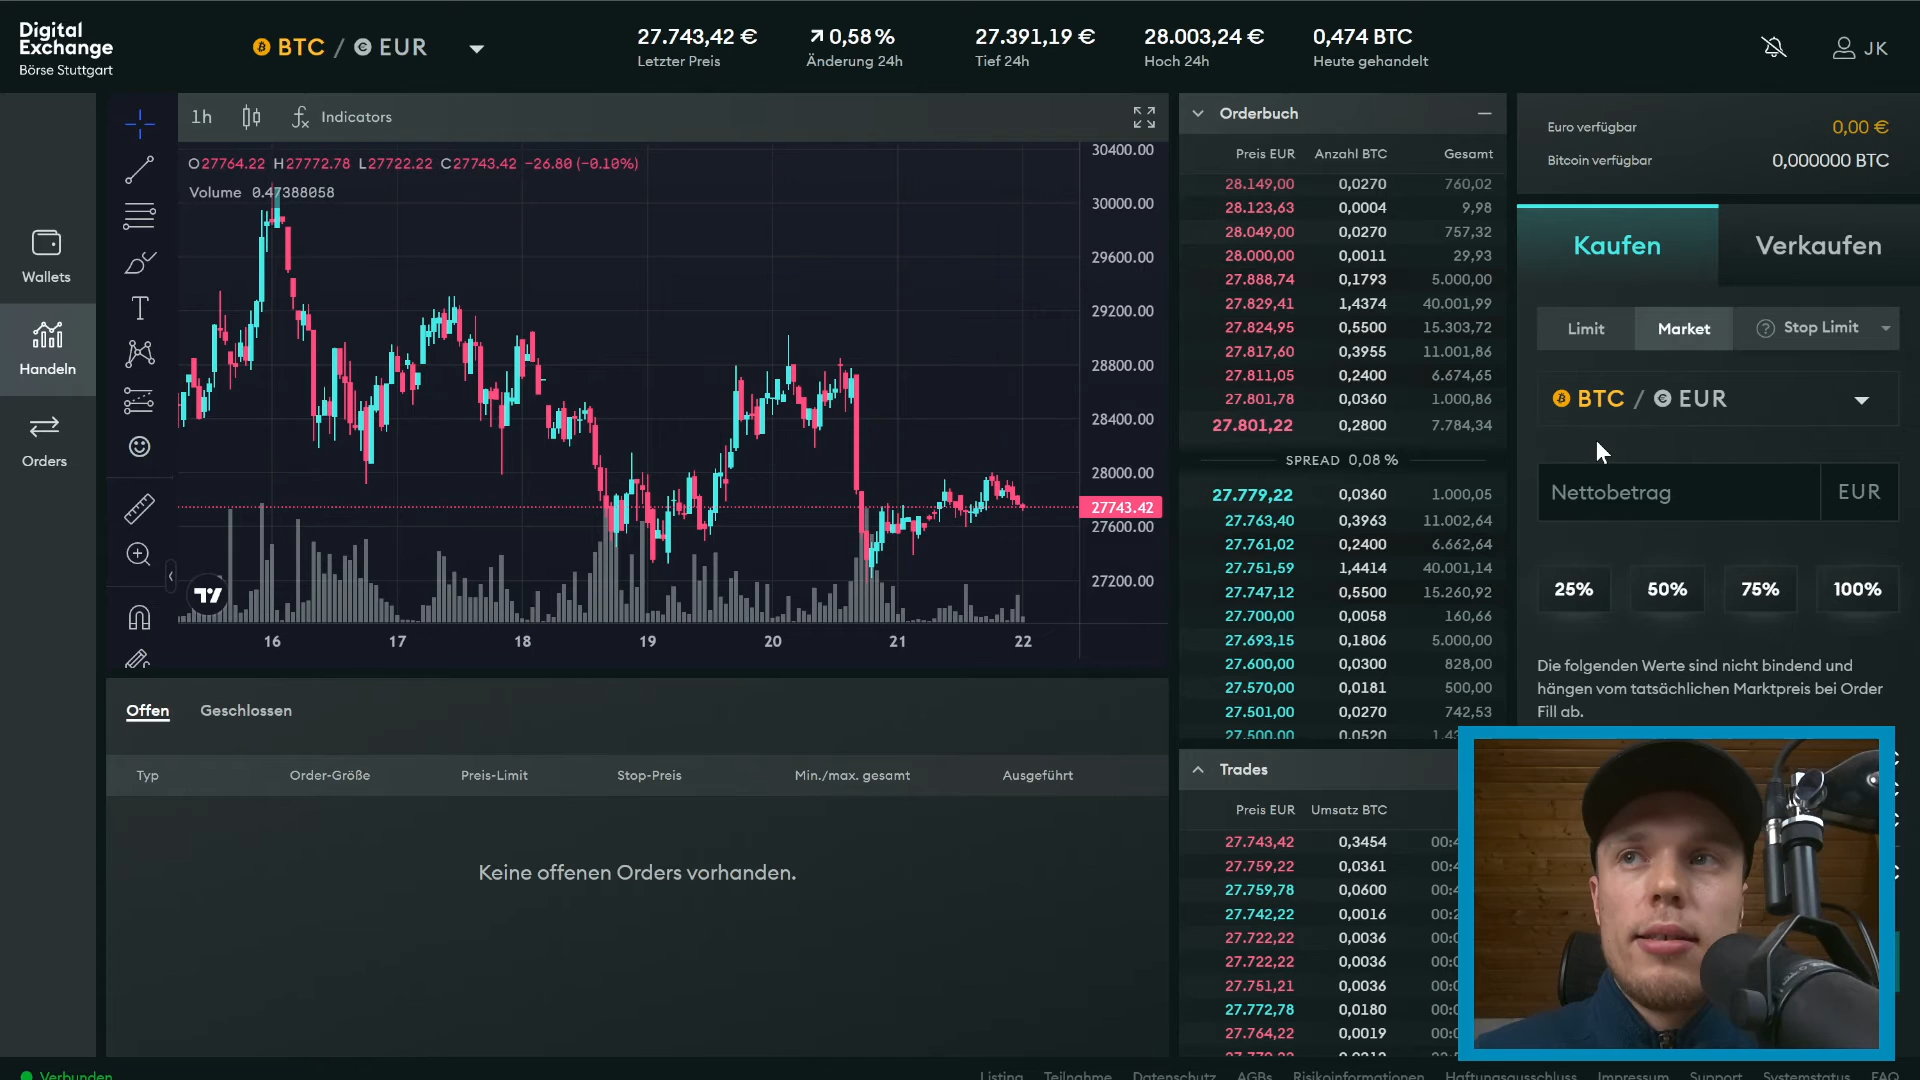 Digital
Exchange
Börse Stuttgart
BTC / EUR
27.743,42 €
Letzter Preis
0,58 %
Änderung 24h
27.391,19 €
Tief 24h
28.003,24 €
Hoch 24h
0,474 BTC
Heute gehandelt
JK
Wallets
Handeln
Orders
1h
Indicators
O27764.22 H27772.78 L27722.22 C27743.42 −26.80 (−0.10%)
Volume 0.47388058
30400.00
30000.00
29600.00
29200.00
28800.00
28400.00
28000.00
27743.42
27600.00
27200.00
16 17 18 19 20 21 22
Offen
Geschlossen
Typ Order-Größe Preis-Limit Stop-Preis Min./max. gesamt Ausgeführt
Keine offenen Orders vorhanden.
Orderbuch
Preis EUR Anzahl BTC Gesamt
28.149,00 0,0270 760,02
28.123,63 0,0004 9,98
28.049,00 0,0270 757,32
28.000,00 0,0011 29,93
27.888,74 0,1793 5.000,00
27.829,41 1,4374 40.001,99
27.824,95 0,5500 15.303,72
27.817,60 0,3955 11.001,86
27.811,05 0,2400 6.674,65
27.801,78 0,0360 1.000,86
27.801,22 0,2800 7.784,34
SPREAD 0,08 %
27.779,22 0,0360 1.000,05
27.763,40 0,3963 11.002,64
27.761,02 0,2400 6.662,64
27.751,59 1,4414 40.001,14
27.747,12 0,5500 15.260,92
27.700,00 0,0058 160,66
27.693,15 0,1806 5.000,00
27.600,00 0,0300 828,00
27.570,00 0,0181 500,00
27.501,00 0,0270 742,53
27.500,00 0,0520
Trades
Preis EUR Umsatz BTC
27.743,42 0,3454
27.759,22 0,0361
27.759,78 0,0600
27.742,22 0,0016
27.722,22 0,0036
27.722,22 0,0036
27.751,21 0,0036
27.772,78 0,0180
27.764,22 0,0019
Euro verfügbar 0,00 €
Bitcoin verfügbar 0,000000 BTC
Kaufen
Verkaufen
Limit
Market
Stop Limit
BTC / EUR
Nettobetrag EUR
25% 50% 75% 100%
Die folgenden Werte sind nicht bindend und
hängen vom tatsächlichen Marktpreis bei Order
Fill ab.
Verbunden
Listing Teilnahme Datenschutz AGBs Risikoinformationen Haftungsausschluss Impressum Support Systemstatus FAQ